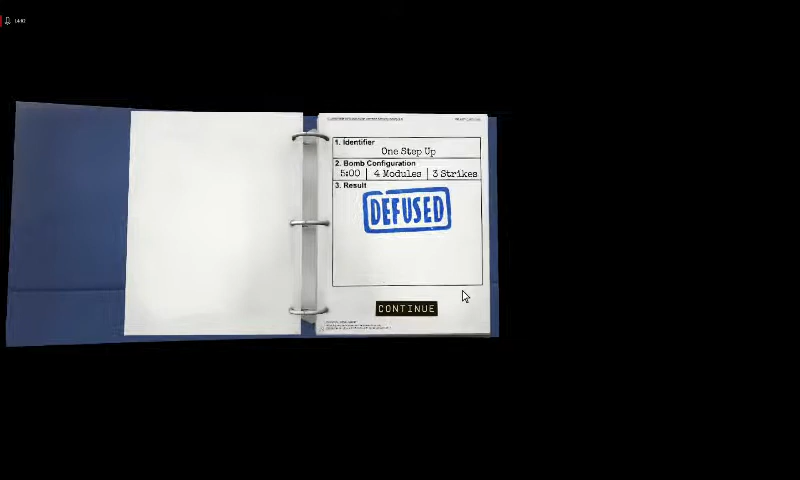 1. Identifier
One Step Up
2. Bomb Configuration
5:00 4 Modules 3 Strikes
3. Result
DEFUSED
CONTINUE